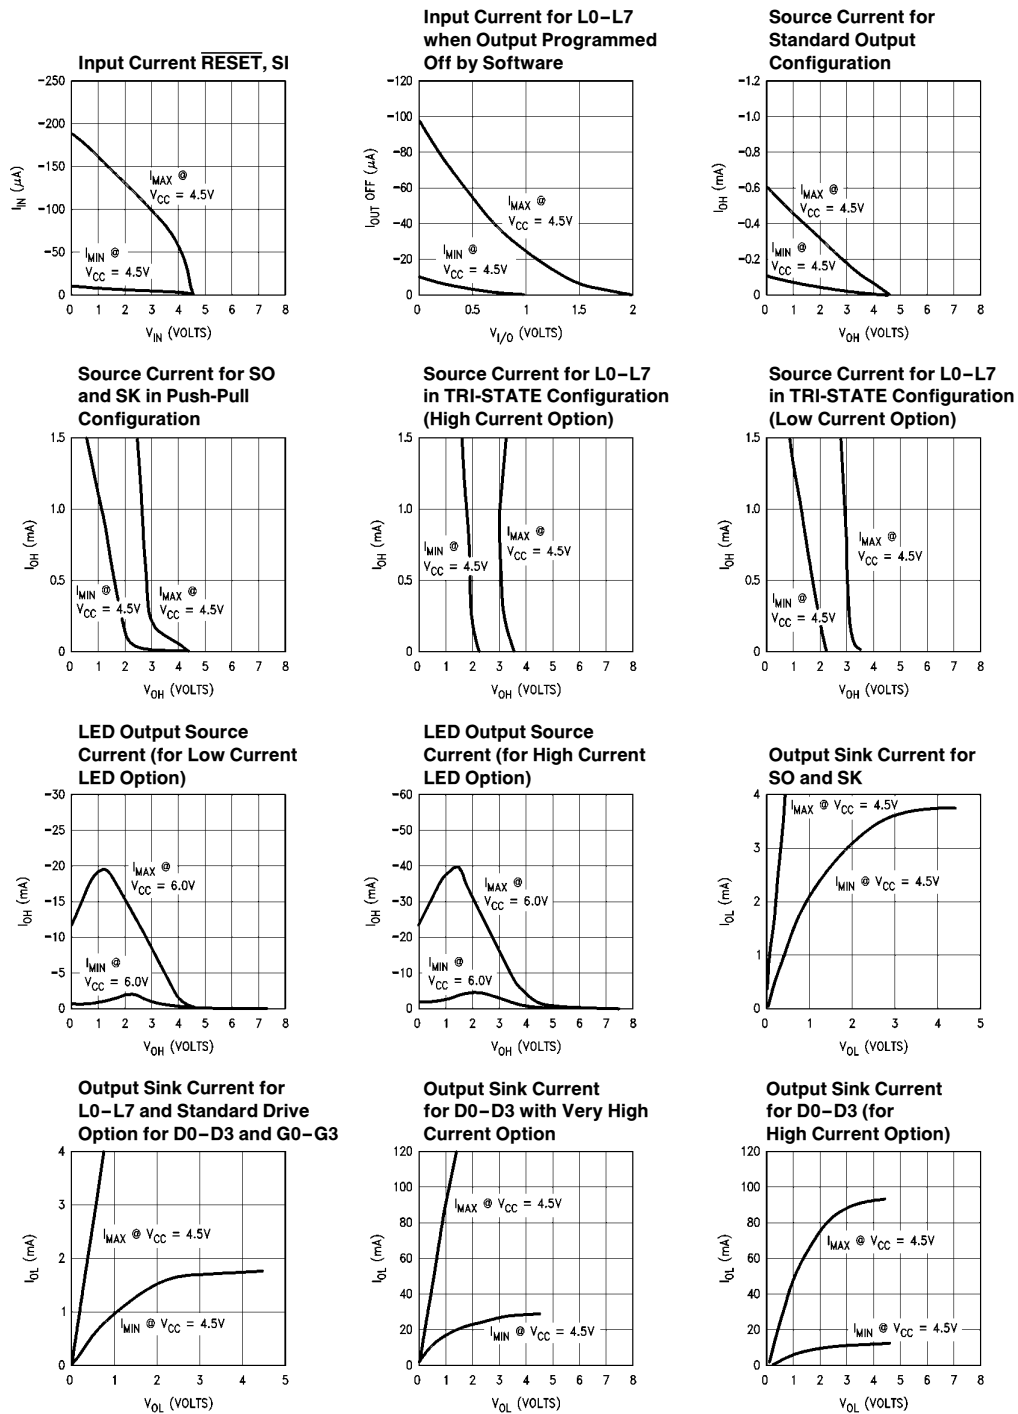 Input Current RESET, SI
−250
−200
−150
−100
−50
0
I_IN (μA)
I_MAX @
V_CC = 4.5V
I_MIN @
V_CC = 4.5V
0 1 2 3 4 5 6 7 8
V_IN (VOLTS)
Input Current for L0–L7
when Output Programmed
Off by Software
−120
−100
−80
−60
−40
−20
0
I_OUT OFF (μA)
I_MAX @
V_CC = 4.5V
I_MIN @
V_CC = 4.5V
0 0.5 1 1.5 2
V_I/O (VOLTS)
Source Current for
Standard Output
Configuration
−1.2
−1.2
−0.8
−0.6
−0.4
−0.2
0
I_OH (mA)
I_MAX @
V_CC = 4.5V
I_MIN @
V_CC = 4.5V
0 1 2 3 4 5 6 7 8
V_OH (VOLTS)
Source Current for SO
and SK in Push-Pull
Configuration
1.5
1.0
0.5
0
I_OH (mA)
I_MIN @
V_CC = 4.5V
I_MAX @
V_CC = 4.5V
0 1 2 3 4 5 6 7 8
V_OH (VOLTS)
Source Current for L0–L7
in TRI-STATE Configuration
(High Current Option)
1.5
1.0
0.5
0
I_OH (mA)
I_MIN @
V_CC = 4.5V
I_MAX @
V_CC = 4.5V
0 1 2 3 4 5 6 7 8
V_OH (VOLTS)
Source Current for L0–L7
in TRI-STATE Configuration
(Low Current Option)
1.5
1.0
0.5
0
I_OH (mA)
I_MAX @
V_CC = 4.5V
I_MIN @
V_CC = 4.5V
0 1 2 3 4 5 6 7 8
V_OH (VOLTS)
LED Output Source
Current (for Low Current
LED Option)
−30
−25
−20
−15
−10
−5
0
I_OH (mA)
I_MAX @
V_CC = 6.0V
I_MIN @
V_CC = 6.0V
0 1 2 3 4 5 6 7 8
V_OH (VOLTS)
LED Output Source
Current (for High Current
LED Option)
−60
−50
−40
−30
−20
−10
0
I_OH (mA)
I_MAX @
V_CC = 6.0V
I_MIN @
V_CC = 6.0V
0 1 2 3 4 5 6 7 8
V_OH (VOLTS)
Output Sink Current for
SO and SK
4
3
2
1
0
I_OL (mA)
I_MAX @ V_CC = 4.5V
I_MIN @ V_CC = 4.5V
0 1 2 3 4 5
V_OL (VOLTS)
Output Sink Current for
L0–L7 and Standard Drive
Option for D0–D3 and G0–G3
4
3
2
1
0
I_OL (mA)
I_MAX @ V_CC = 4.5V
I_MIN @ V_CC = 4.5V
0 1 2 3 4 5
V_OL (VOLTS)
Output Sink Current
for D0–D3 with Very High
Current Option
120
100
80
60
40
20
0
I_OL (mA)
I_MAX @ V_CC = 4.5V
I_MIN @ V_CC = 4.5V
0 1 2 3 4 5 6 7 8
V_OL (VOLTS)
Output Sink Current
for D0–D3 (for
High Current Option)
120
100
80
60
40
20
0
I_OL (mA)
I_MAX @ V_CC = 4.5V
I_MIN @ V_CC = 4.5V
0 1 2 3 4 5 6 7 8
V_OL (VOLTS)